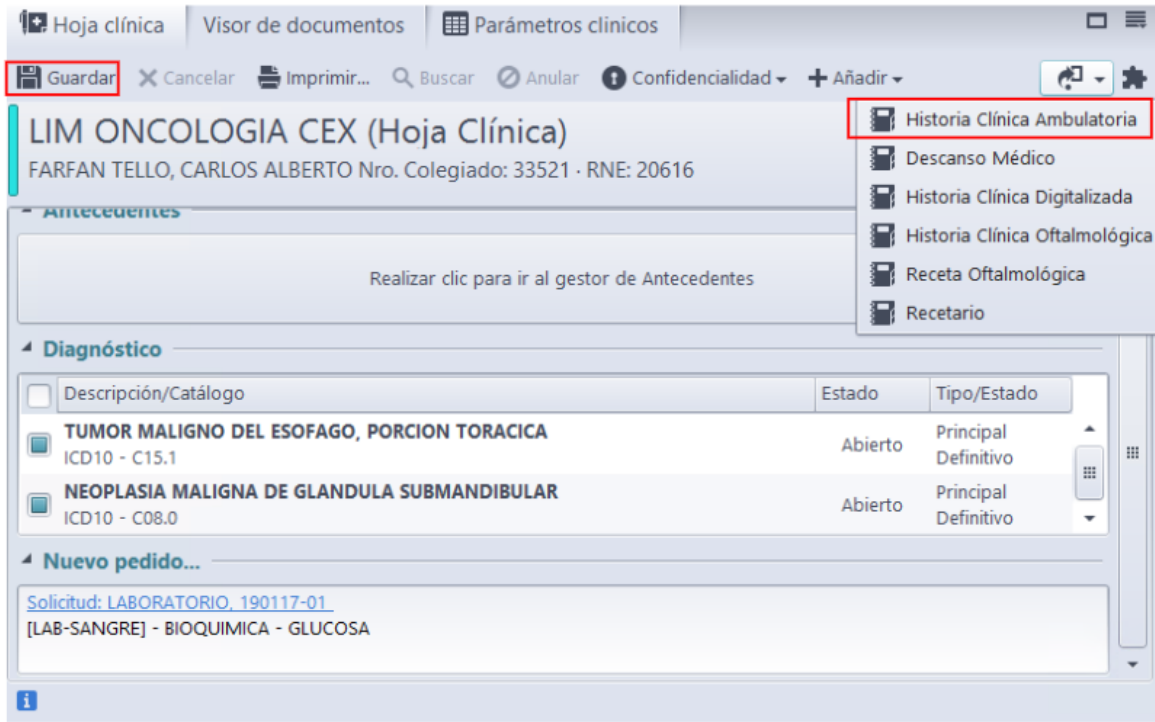 Hoja clínica Visor de documentos Parámetros clinicos
Guardar Cancelar Imprimir... Buscar Anular Confidencialidad Añadir
LIM ONCOLOGIA CEX (Hoja Clínica)
FARFAN TELLO, CARLOS ALBERTO Nro. Colegiado: 33521 · RNE: 20616
Historia Clínica Ambulatoria
Descanso Médico
Historia Clínica Digitalizada
Historia Clínica Oftalmológica
Receta Oftalmológica
Recetario
Antecedentes
Realizar clic para ir al gestor de Antecedentes
Diagnóstico
Descripción/Catálogo Estado Tipo/Estado
TUMOR MALIGNO DEL ESOFAGO, PORCION TORACICA
ICD10 - C15.1
Abierto
Principal
Definitivo
NEOPLASIA MALIGNA DE GLANDULA SUBMANDIBULAR
ICD10 - C08.0
Abierto
Principal
Definitivo
Nuevo pedido...
Solicitud: LABORATORIO, 190117-01
[LAB-SANGRE] - BIOQUIMICA - GLUCOSA